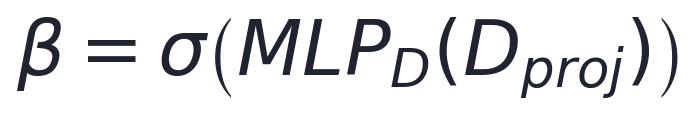 β = σ(MLP_D(D_proj))